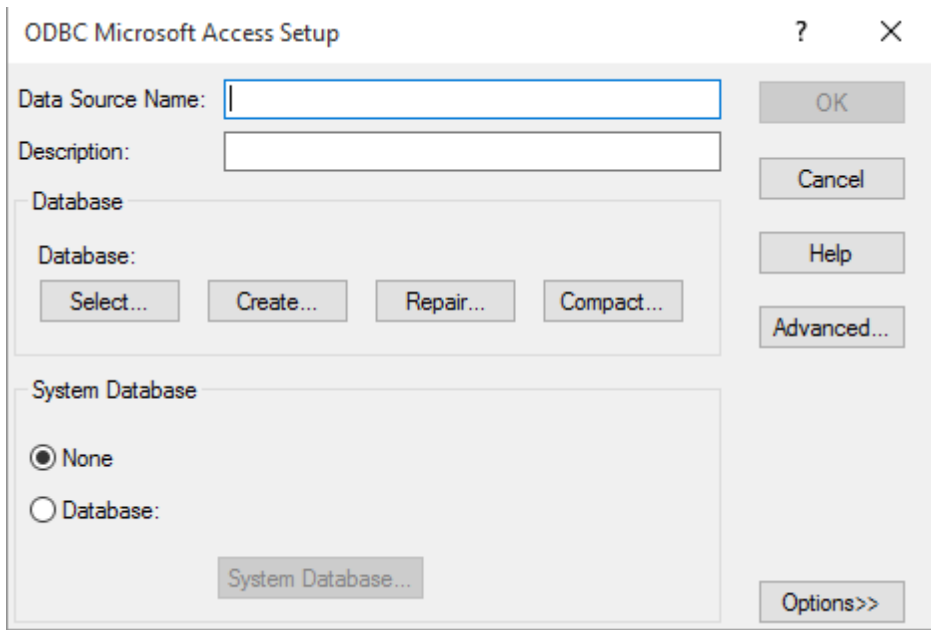 ODBC Microsoft Access Setup
?
Data Source Name:
OK
Description:
Cancel
Database
Database:
Help
Select...
Create...
Repair...
Compact...
Advanced...
System Database
None
Database:
System Database...
Options>>